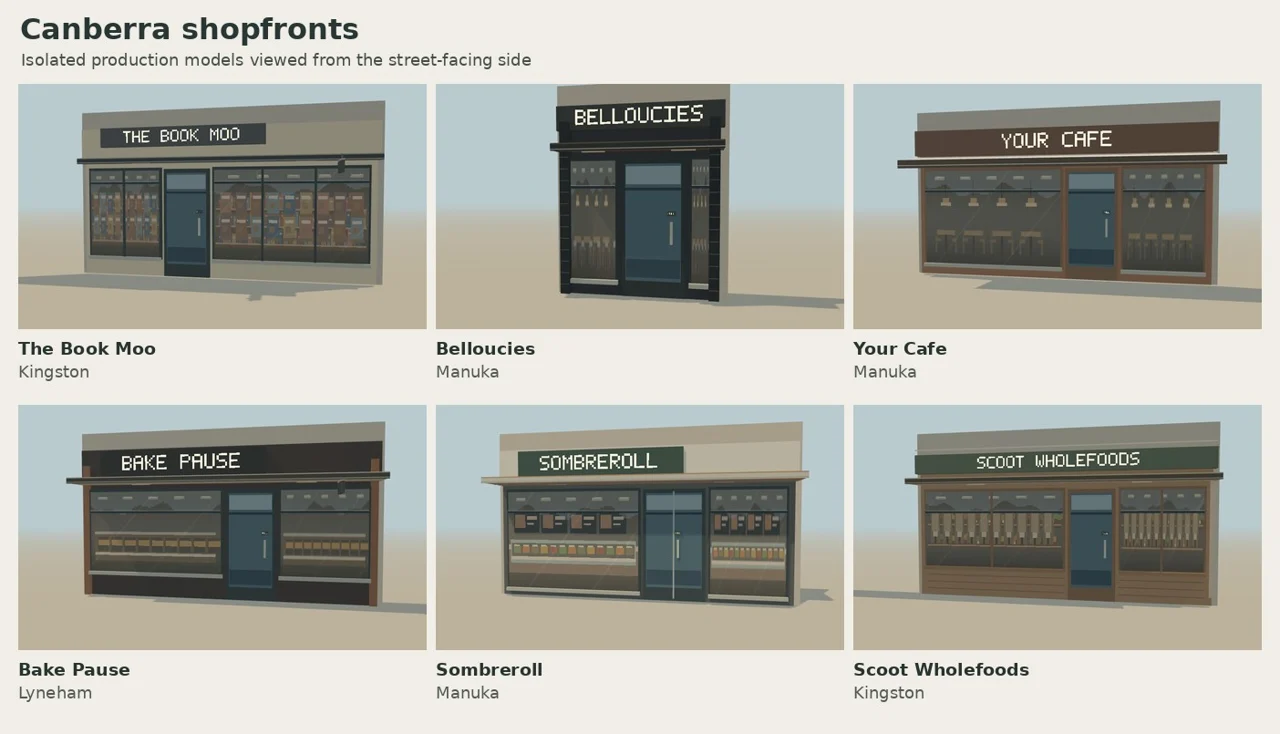 Canberra shopfronts
Isolated production models viewed from the street-facing side
THE BOOK MOO
BELLOUCIES
YOUR CAFE
The Book Moo
Kingston
Belloucies
Manuka
Your Cafe
Manuka
BAKE PAUSE
SOMBREROLL
SCOOT WHOLEFOODS
Bake Pause
Lyneham
Sombreroll
Manuka
Scoot Wholefoods
Kingston